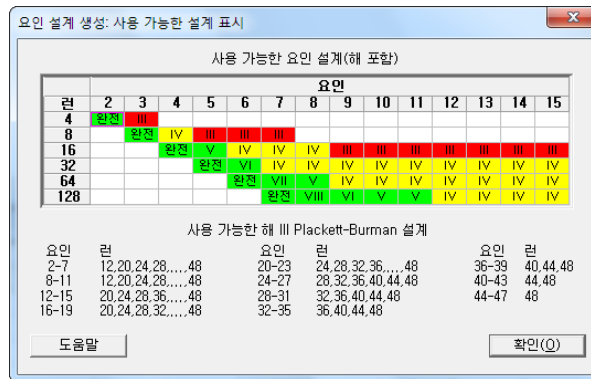 요인 설계 생성: 사용 가능한 설계 표시
사용 가능한 요인 설계(해 포함)
요인
런 2 3 4 5 6 7 8 9 10 11 12 13 14 15
4 완전 III
8 완전 IV III III III
16 완전 V IV IV IV III III III III III III III
32 완전 VI IV IV IV IV IV IV IV IV IV
64 완전 VII V IV IV IV IV IV IV IV
128 완전 VIII VI V V IV IV IV IV
사용 가능한 해 III Plackett-Burman 설계
요인 런 요인 런 요인 런
2-7 12,20,24,28,...,48 20-23 24,28,32,36,...,48 36-39 40,44,48
8-11 12,20,24,28,...,48 24-27 28,32,36,40,44,48 40-43 44,48
12-15 20,24,28,36,...,48 28-31 32,36,40,44,48 44-47 48
16-19 20,24,28,32,...,48 32-35 36,40,44,48
도움말 확인(O)